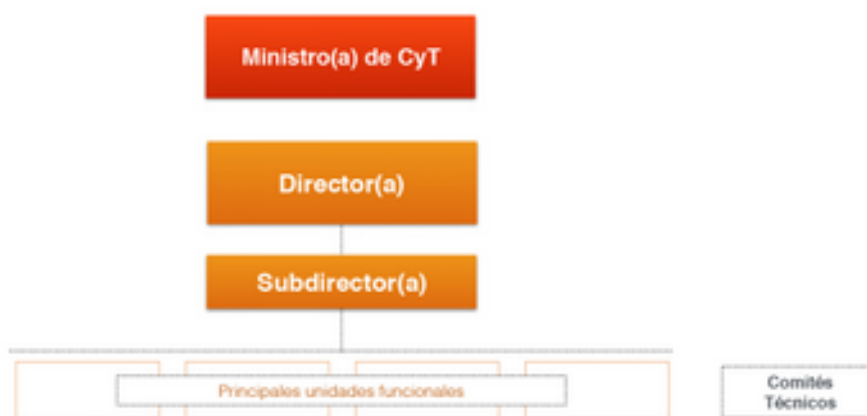 Ministro(a) de CyT
Director(a)
Subdirector(a)
Principales unidades funcionales
Comités
Técnicos